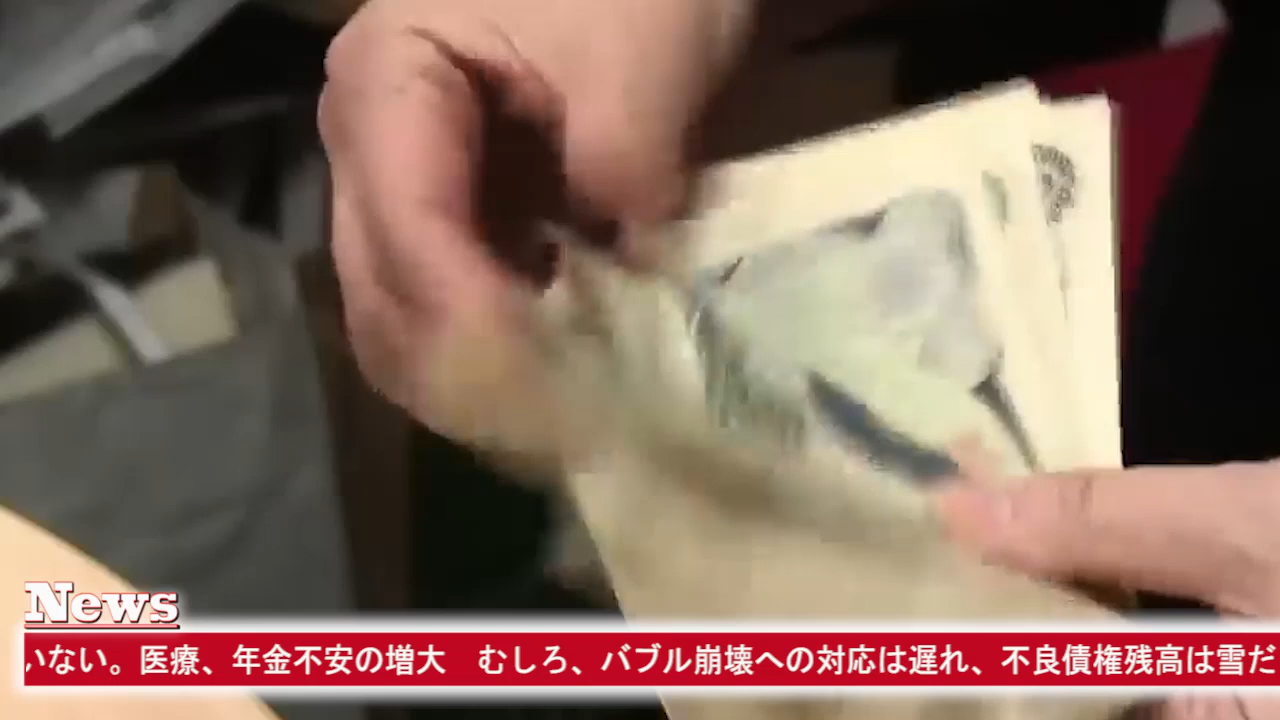 News
いない。医療、年金不安の増大　むしろ、バブル崩壊への対応は遅れ、不良債権残高は雪だ